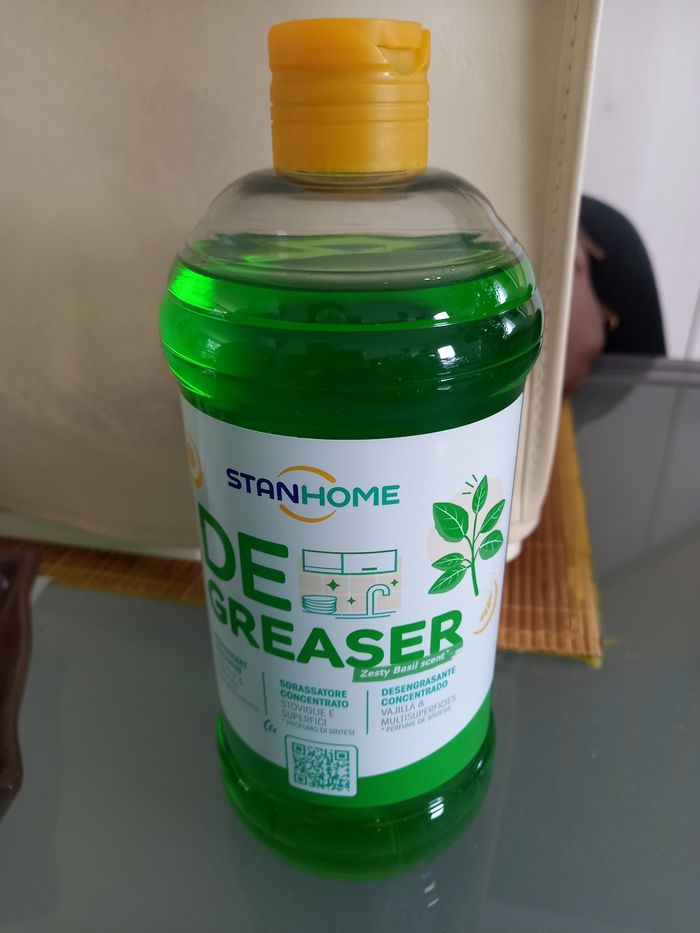 STANHOME
DE
GREASER
Zesty Basil scent*
SGRASSATORE
CONCENTRATO
STOVIGLIE E
SUPERFICI
* PROFUMO DI SINTESI
DESENGRASANTE
CONCENTRADO
VAJILLA &
MULTISUPERFICIES
* PERFUME DE SÍNTESIS